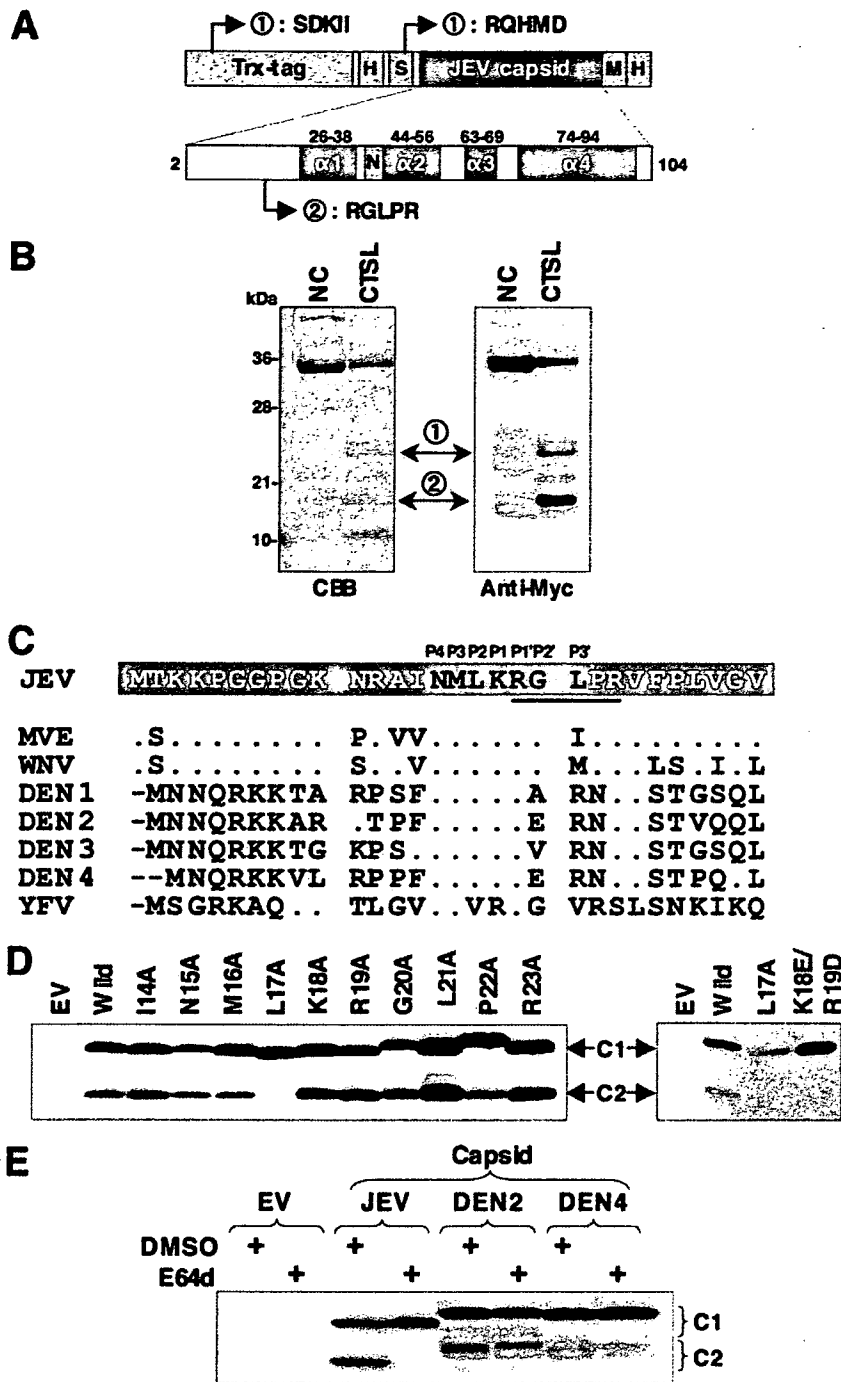 A
①: SDKII ①: RQHMD
Trx-tag H S JEV capsid M H
26-38 44-56 63-69 74-94
2 α1 N α2 α3 α4 104
②: RGLPR
B
NC CTSL NC CTSL
kDa
36-
28-
21-
10-
①
②
CBB Anti-Myc
C
P4 P3 P2 P1 P1' P2' P3'
JEV MTKKPGGPGK NRAINMLKRG LPRVFPLVGV
MVE .S........ P.VV...... I.........
WNV .S........ S..V...... M...LS.I.L
DEN1 -MNNQRKKTA RPSF.....A RN..STGSQL
DEN2 -MNNQRKKAR .TPF.....E RN..STVQQL
DEN3 -MNNQRKKTG KPS......V RN..STGSQL
DEN4 --MNQRKKVL RPPF.....E RN..STPQ.L
YFV -MSGRKAQ.. TLGV..VR.G VRSLSNKIKQ
D
EV Wild I14A N15A M16A L17A K18A R19A G20A L21A P22A R23A EV Wild L17A K18E/R19D
C1
C2
E
Capsid
EV JEV DEN2 DEN4
DMSO + + + +
E64d + + + +
C1
C2